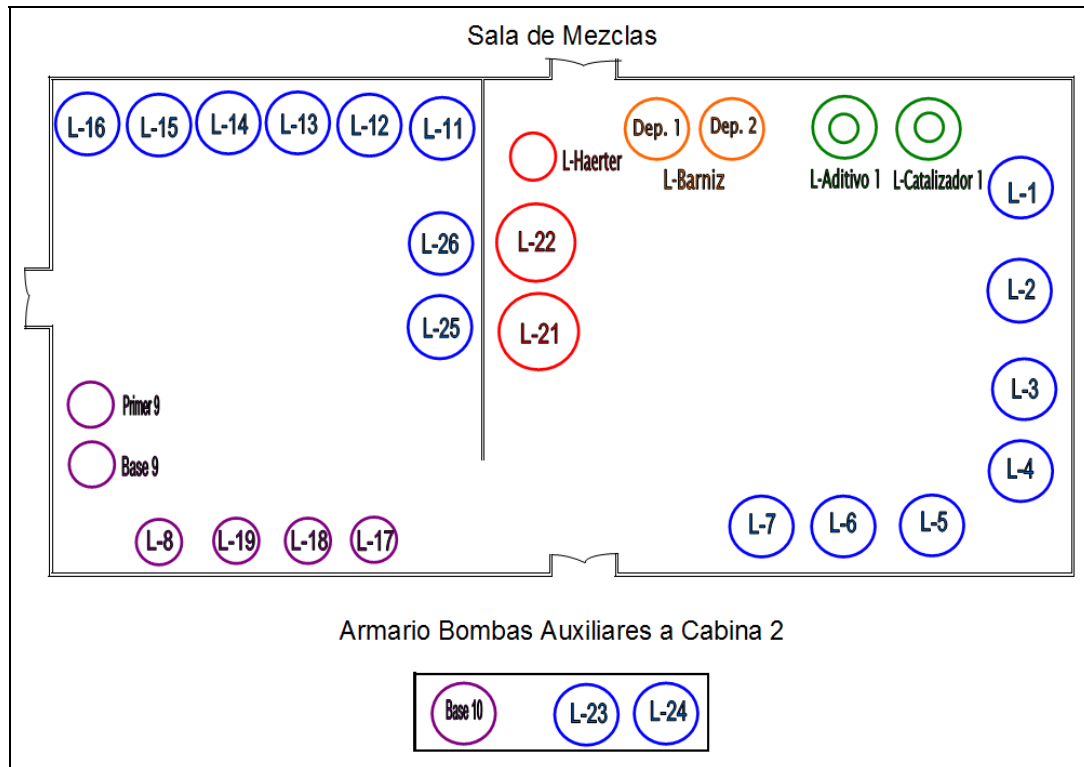 Sala de Mezclas
L-16 L-15 L-14 L-13 L-12 L-11
Dep. 1 Dep. 2
L-Haerter
L-Barniz
L-Aditivo 1 L-Catalizador 1
L-1
L-26
L-22
L-2
L-25
L-21
L-3
Primer 9
Base 9
L-4
L-8 L-19 L-18 L-17
L-7 L-6 L-5
Armario Bombas Auxiliares a Cabina 2
Base 10 L-23 L-24